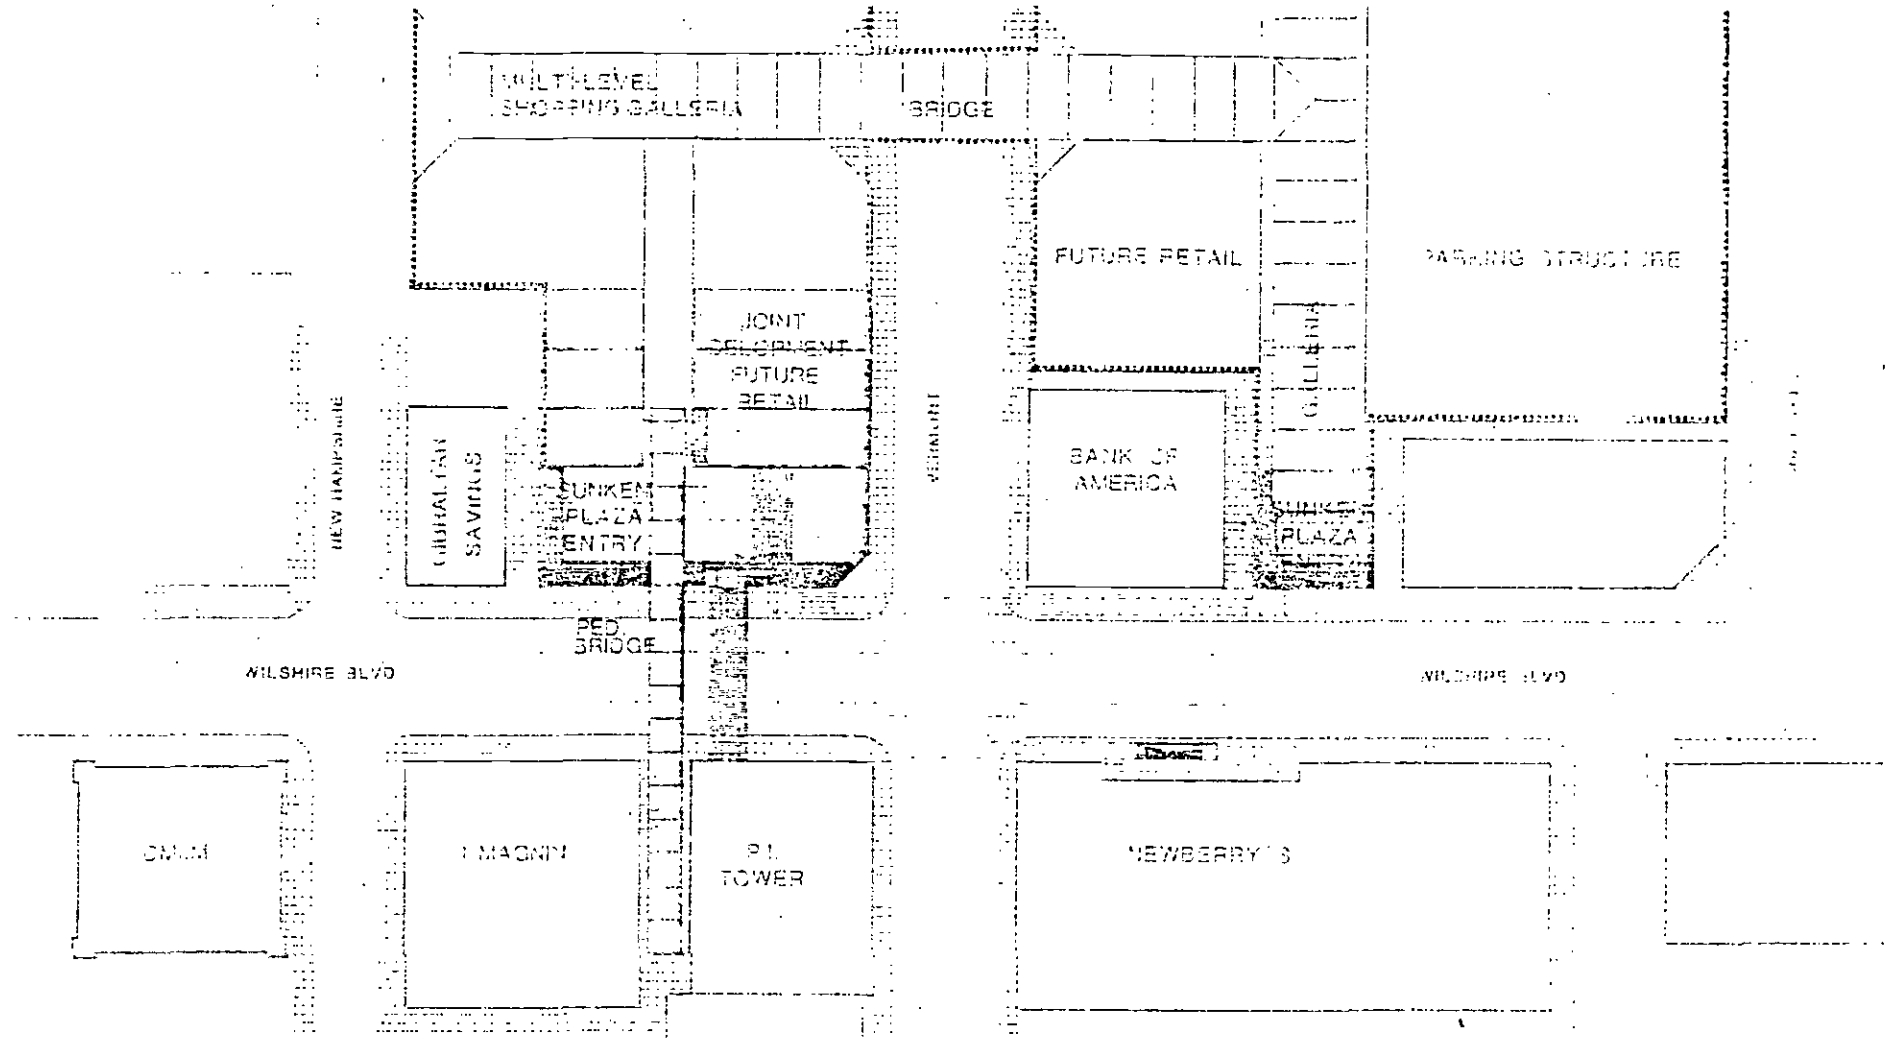 MULTI-LEVEL
SHOPPING GALLERIA
BRIDGE
FUTURE RETAIL
PARKING STRUCTURE
JOINT
DELOPMENT
FUTURE
RETAIL
GALLERIA
NEW HAMPSHIRE
VERMONT
GIBRALTAR
SAVINGS
BANK OF
AMERICA
SUNKEN
PLAZA
ENTRY
SUNKEN
PLAZA
PED.
BRIDGE
WILSHIRE BLVD
WILSHIRE BLVD
I MAGNIN
P.I.
TOWER
NEWBERRY'S